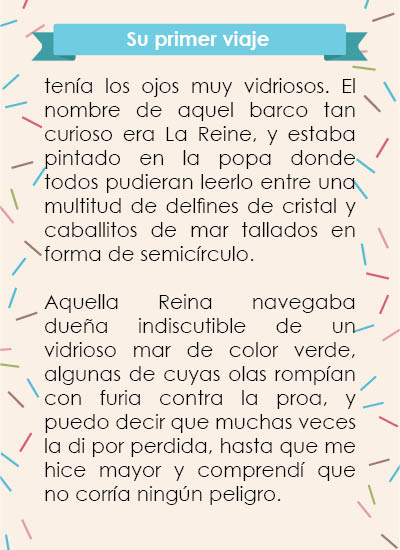 Su primer viaje
tenía los ojos muy vidriosos. El
nombre de aquel barco tan
curioso era La Reine, y estaba
pintado en la popa donde
todos pudieran leerlo entre una
multitud de delfines de cristal y
caballitos de mar tallados en
forma de semicírculo.
Aquella Reina navegaba
dueña indiscutible de un
vidrioso mar de color verde,
algunas de cuyas olas rompían
con furia contra la proa, y
puedo decir que muchas veces
la di por perdida, hasta que me
hice mayor y comprendí que
no corría ningún peligro.